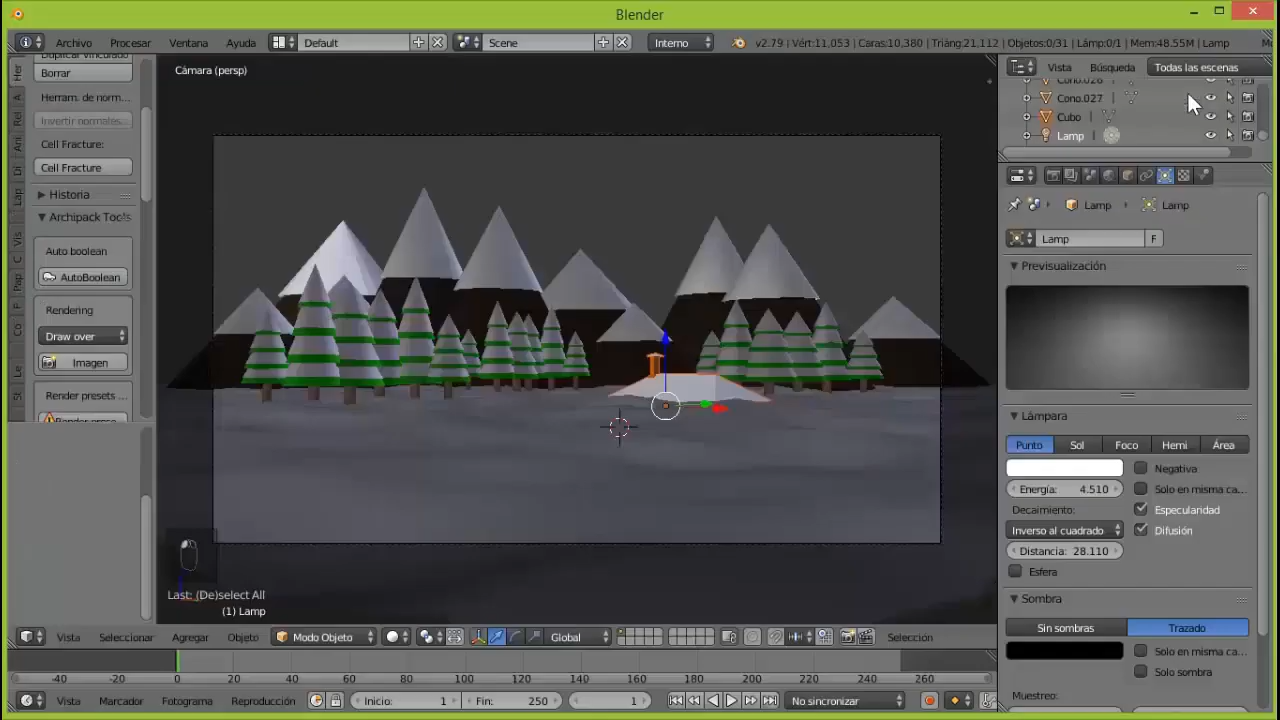 Blender
Archivo Procesar Ventana Ayuda Default Scene Interno v2.79 | Vért:11,053 | Caras:10,380 | Triáng:21,112 | Objetos:0/31 | Lámp:0/1 | Mem:48.55M | Lamp
Vista Búsqueda Todas las escenas
Cono.026
Cono.027
Cubo
Lamp
Duplicar vinculado
Borrar
Herram. de norm...
Invertir normales...
Cell Fracture:
Cell Fracture
Historia
Archipack Tools
Auto boolean
AutoBoolean
Rendering
Draw over
Imagen
Render presets ...
Cámara (persp)
Last: (De)select All
(1) Lamp
Lamp Lamp
Lamp F
Previsualización
Lámpara
Punto Sol Foco Hemi Área
Negativa
Energía: 4.510 Solo en misma ca...
Decaimiento: Especularidad
Inverso al cuadrado Difusión
Distancia: 28.110
Esfera
Sombra
Sin sombras Trazado
Solo en misma ca...
Solo sombra
Muestreo:
Vista Seleccionar Agregar Objeto Modo Objeto Global Selección
-40 -20 0 20 40 60 80 100 120 140 160 180 200 220 240 260
Vista Marcador Fotograma Reproducción Inicio: 1 Fin: 250 1 No sincronizar